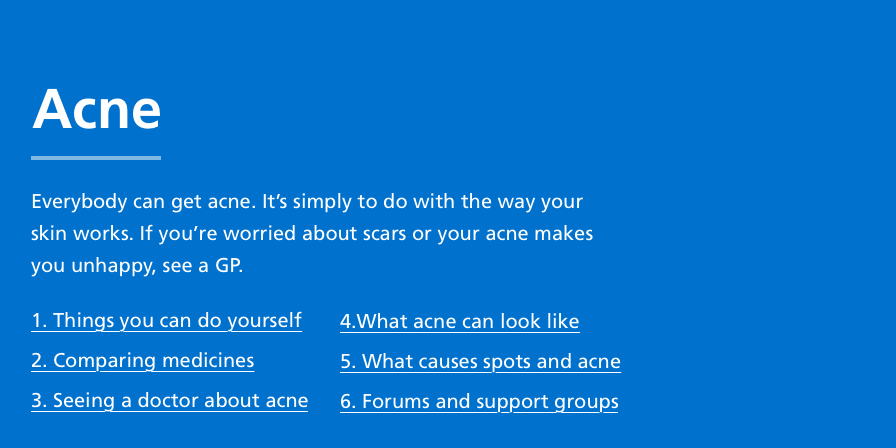 Acne
Everybody can get acne. It’s simply to do with the way your
skin works. If you’re worried about scars or your acne makes
you unhappy, see a GP.
1. Things you can do yourself
2. Comparing medicines
3. Seeing a doctor about acne
4.What acne can look like
5. What causes spots and acne
6. Forums and support groups